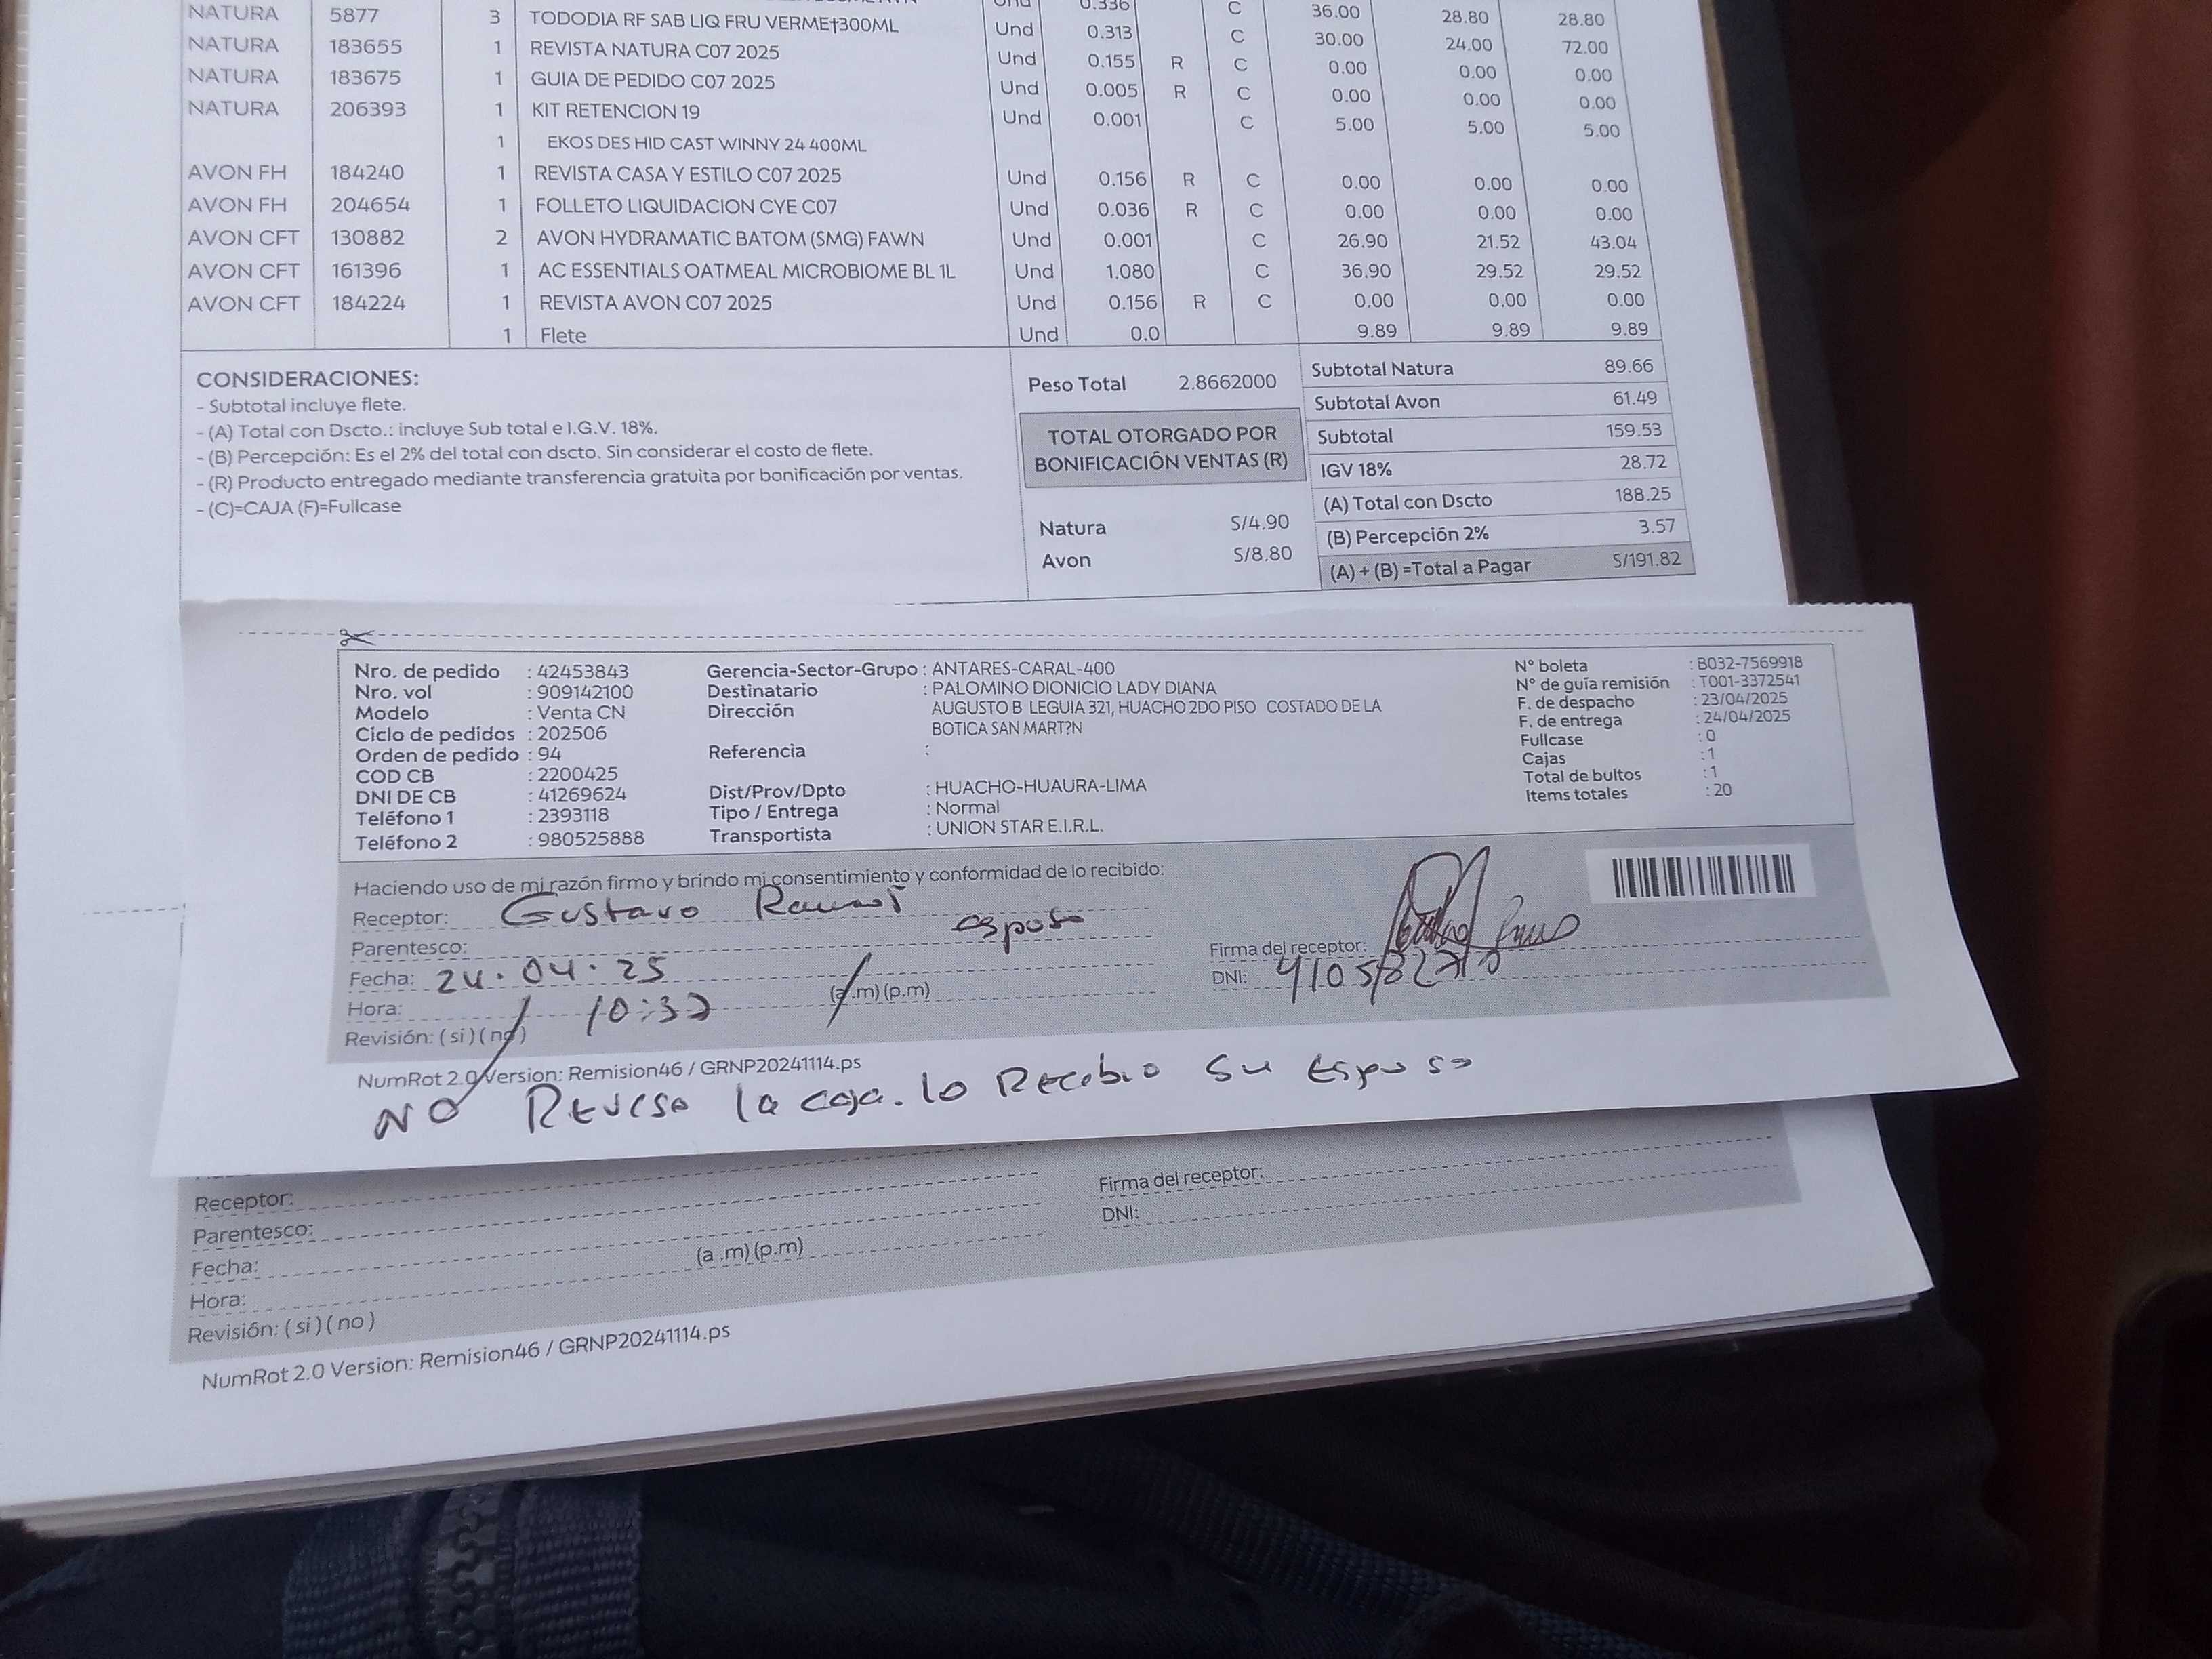 NATURA 5877 3 TODODIA RF SAB LIQ FRU VERME†300ML Und 0.336 C 36.00 28.80 28.80
NATURA 183655 1 REVISTA NATURA C07 2025 Und 0.313 C 30.00 24.00 72.00
NATURA 183675 1 GUIA DE PEDIDO C07 2025 Und 0.155 R C 0.00 0.00 0.00
NATURA 206393 1 KIT RETENCION 19 Und 0.005 R C 0.00 0.00 0.00
1 EKOS DES HID CAST WINNY 24 400ML Und 0.001 C 5.00 5.00 5.00
AVON FH 184240 1 REVISTA CASA Y ESTILO C07 2025 Und 0.156 R C 0.00 0.00 0.00
AVON FH 204654 1 FOLLETO LIQUIDACION CYE C07 Und 0.036 R C 0.00 0.00 0.00
AVON CFT 130882 2 AVON HYDRAMATIC BATOM (SMG) FAWN Und 0.001 C 26.90 21.52 43.04
AVON CFT 161396 1 AC ESSENTIALS OATMEAL MICROBIOME BL 1L Und 1.080 C 36.90 29.52 29.52
AVON CFT 184224 1 REVISTA AVON C07 2025 Und 0.156 R C 0.00 0.00 0.00
1 Flete Und 0.0 9.89 9.89 9.89
CONSIDERACIONES:
- Subtotal incluye flete.
- (A) Total con Dscto.: incluye Sub total e I.G.V. 18%.
- (B) Percepción: Es el 2% del total con dscto. Sin considerar el costo de flete.
- (R) Producto entregado mediante transferencia gratuita por bonificación por ventas.
- (C)=CAJA (F)=Fullcase
Peso Total 2.8662000
TOTAL OTORGADO POR
BONIFICACIÓN VENTAS (R)
Natura S/4.90
Avon S/8.80
Subtotal Natura 89.66
Subtotal Avon 61.49
Subtotal 159.53
IGV 18% 28.72
(A) Total con Dscto 188.25
(B) Percepción 2% 3.57
(A) + (B) =Total a Pagar S/191.82
Nro. de pedido : 42453843
Nro. vol : 909142100
Modelo : Venta CN
Ciclo de pedidos : 202506
Orden de pedido : 94
COD CB : 2200425
DNI DE CB : 41269624
Teléfono 1 : 2393118
Teléfono 2 : 980525888
Gerencia-Sector-Grupo : ANTARES-CARAL-400
Destinatario : PALOMINO DIONICIO LADY DIANA
Dirección AUGUSTO B LEGUIA 321, HUACHO 2DO PISO COSTADO DE LA
BOTICA SAN MART?N
Referencia :
Dist/Prov/Dpto : HUACHO-HUAURA-LIMA
Tipo / Entrega : Normal
Transportista : UNION STAR E.I.R.L.
N° boleta : B032-7569918
N° de guía remisión : T001-3372541
F. de despacho : 23/04/2025
F. de entrega : 24/04/2025
Fullcase : 0
Cajas : 1
Total de bultos : 1
Items totales : 20
Haciendo uso de mi razón firmo y brindo mi consentimiento y conformidad de lo recibido:
Receptor: Gustavo
Parentesco: esposo
Fecha: 24.04.25
Hora: 10:37 (a.m) (p.m)
Revisión: ( si ) ( no )
Firma del receptor:
DNI:
NumRot 2.0 Version: Remision46 / GRNP20241114.ps
NO Reviso la caja. lo Recibio su Esposo
Receptor:
Parentesco:
Fecha:
(a .m) (p.m)
Hora:
Revisión: ( si ) ( no )
Firma del receptor:
DNI:
NumRot 2.0 Version: Remision46 / GRNP20241114.ps